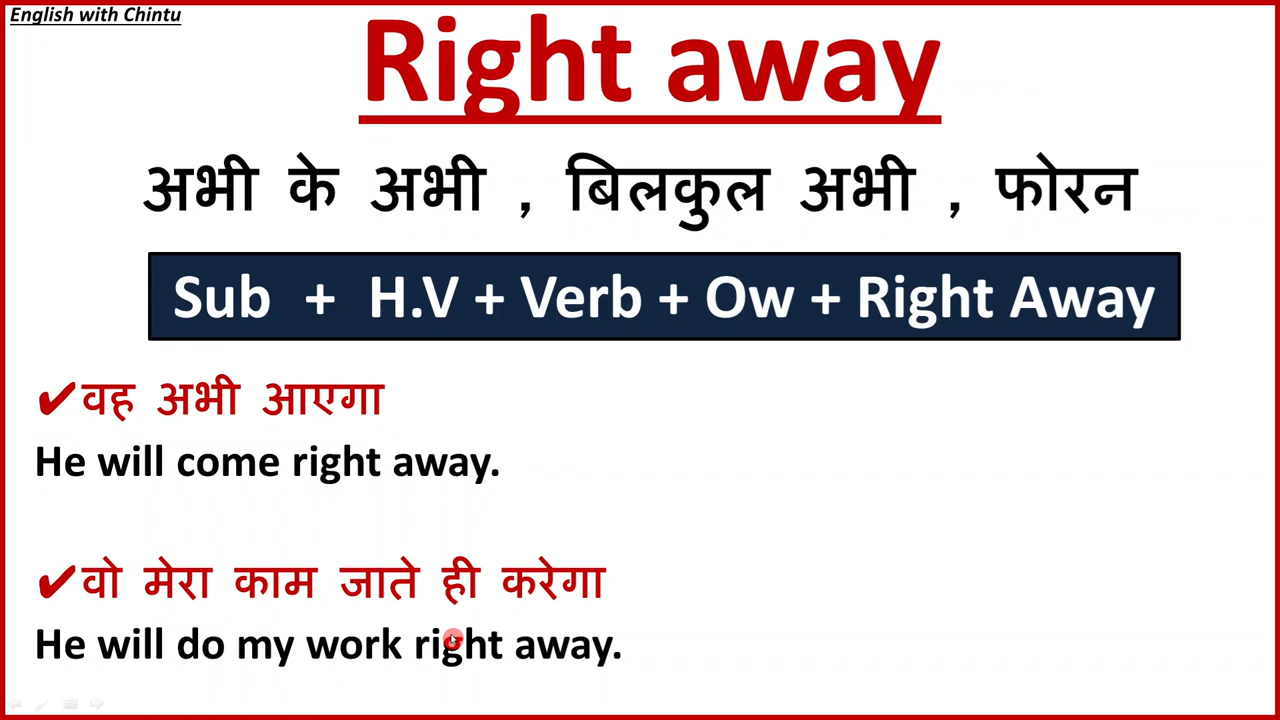 English with Chintu
Right away
अभी के अभी , बिलकुल अभी , फोरन
Sub + H.V + Verb + Ow + Right Away
✔वह अभी आएगा
He will come right away.
✔वो मेरा काम जाते ही करेगा
He will do my work right away.